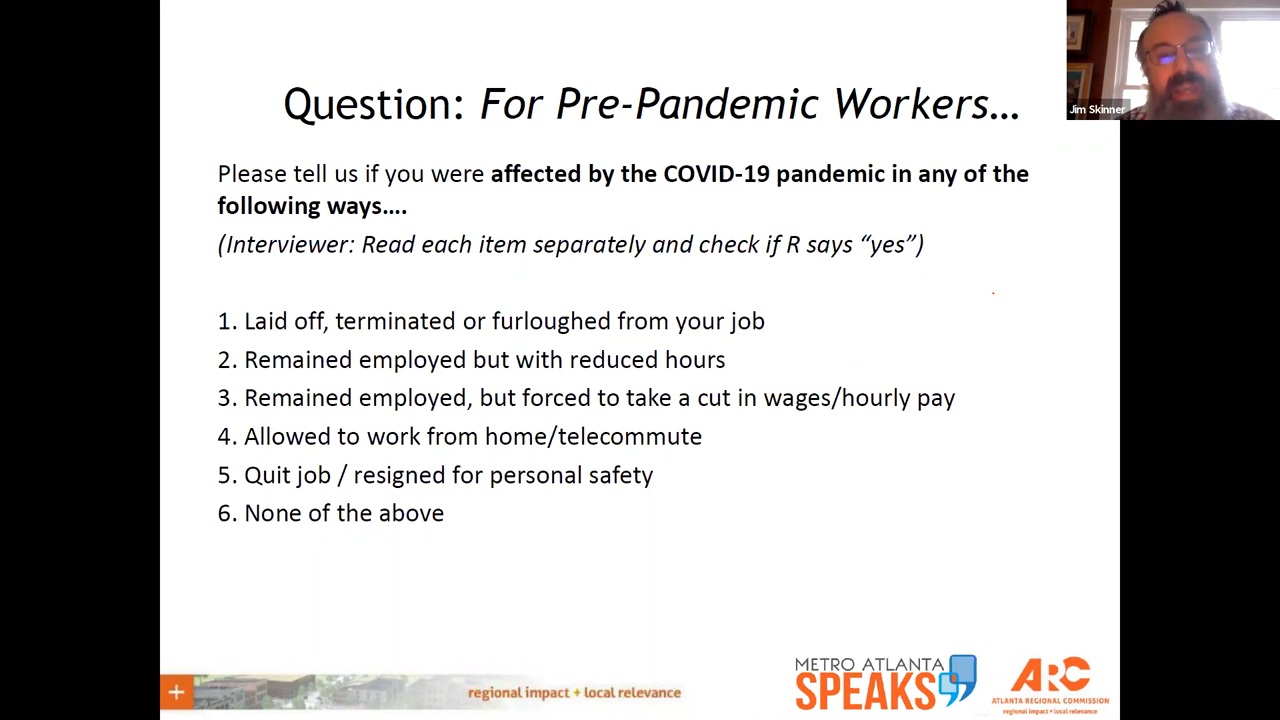 Question: For Pre-Pandemic Workers…
Jim Skinner
Please tell us if you were affected by the COVID-19 pandemic in any of the
following ways….
(Interviewer: Read each item separately and check if R says “yes”)
1. Laid off, terminated or furloughed from your job
2. Remained employed but with reduced hours
3. Remained employed, but forced to take a cut in wages/hourly pay
4. Allowed to work from home/telecommute
5. Quit job / resigned for personal safety
6. None of the above
regional impact + local relevance
METRO ATLANTA
SPEAKS
ARC
ATLANTA REGIONAL COMMISSION
regional impact + local relevance